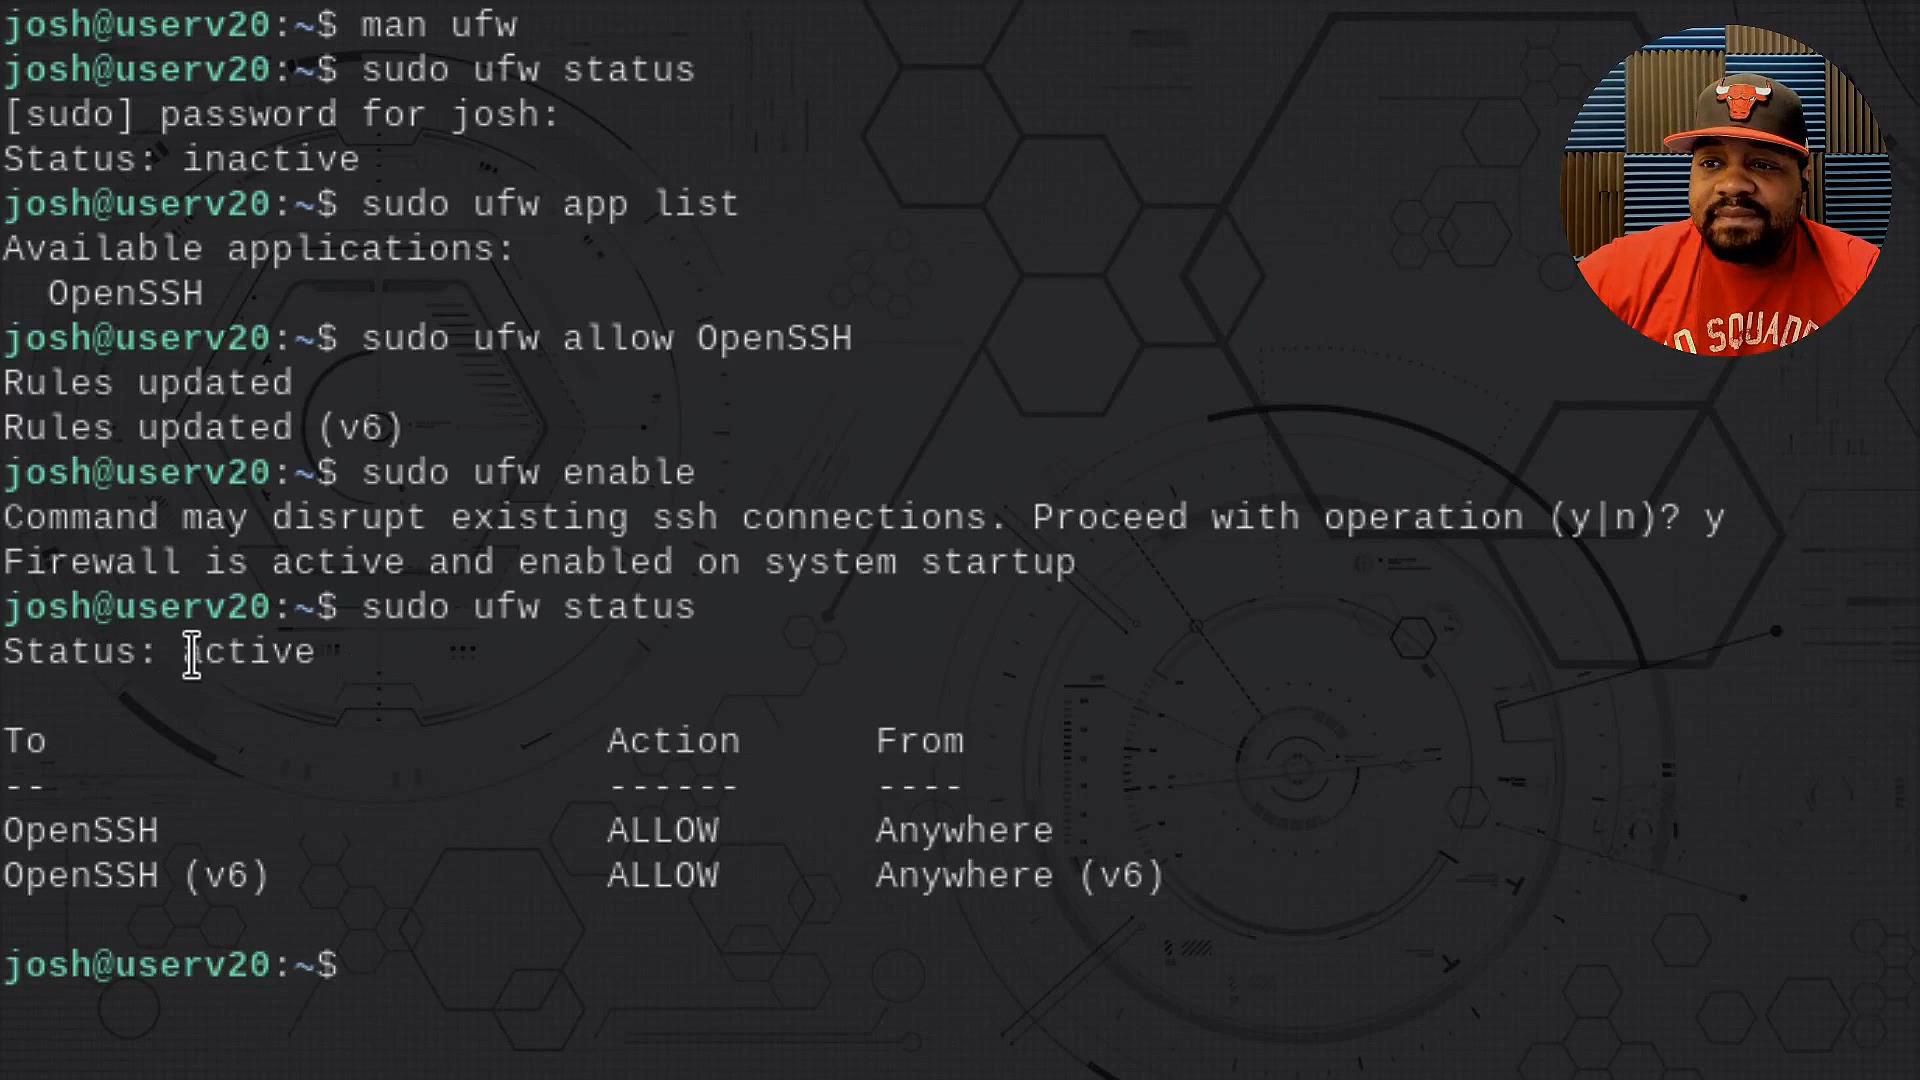 josh@userv20:~$ man ufw
josh@userv20:~$ sudo ufw status
[sudo] password for josh:
Status: inactive
josh@userv20:~$ sudo ufw app list
Available applications:
  OpenSSH
josh@userv20:~$ sudo ufw allow OpenSSH
Rules updated
Rules updated (v6)
josh@userv20:~$ sudo ufw enable
Command may disrupt existing ssh connections. Proceed with operation (y|n)? y
Firewall is active and enabled on system startup
josh@userv20:~$ sudo ufw status
Status: active
To Action From
-- ------ ----
OpenSSH ALLOW Anywhere
OpenSSH (v6) ALLOW Anywhere (v6)
josh@userv20:~$
SQUAD